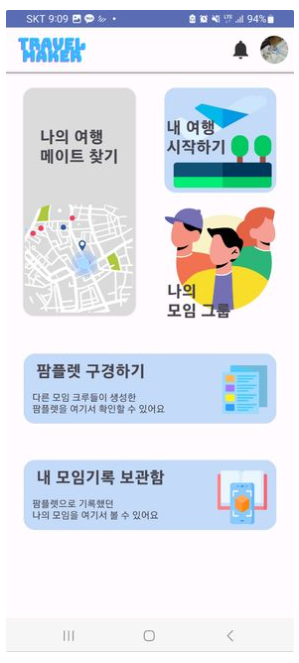 SKT 9:09
94%
TRAVEL
MAKER
나의 여행
메이트 찾기
내 여행
시작하기
나의
모임 그룹
팜플렛 구경하기
다른 모임 크루들이 생성한
팜플렛을 여기서 확인할 수 있어요
내 모임기록 보관함
팜플렛으로 기록했던
나의 모임을 여기서 볼 수 있어요